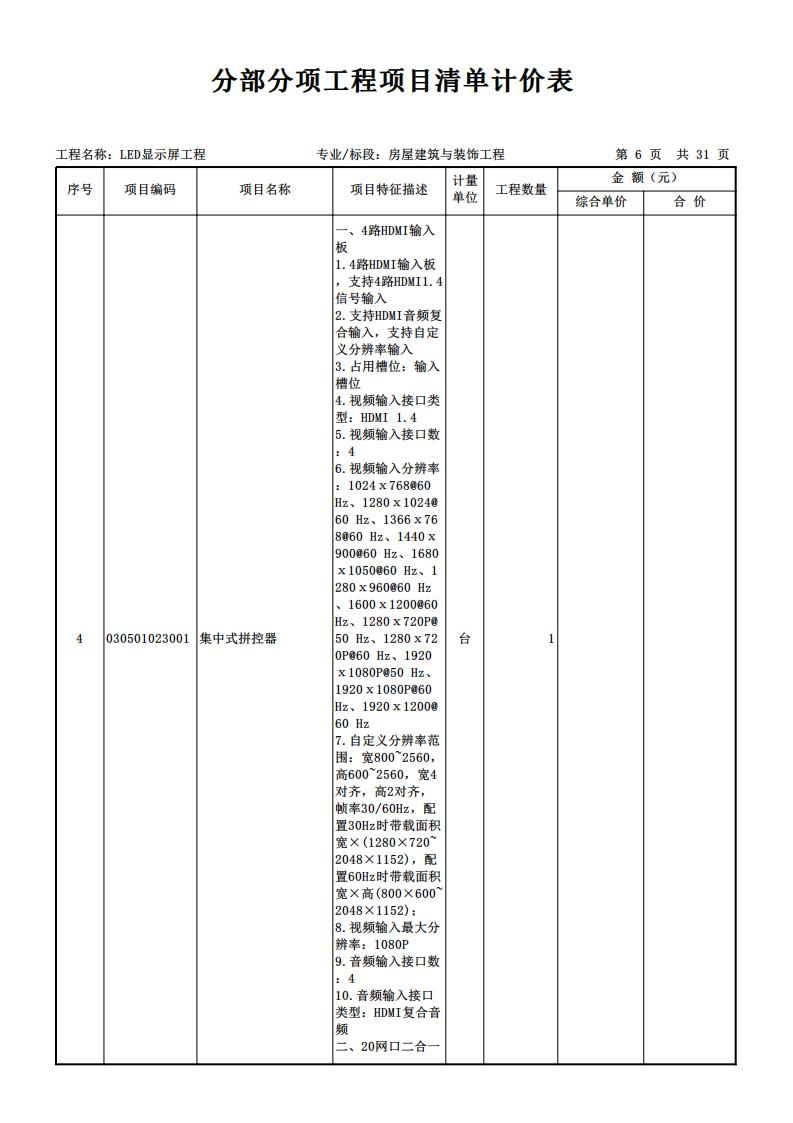 分部分项工程项目清单计价表
工程名称：LED显示屏工程 专业/标段：房屋建筑与装饰工程 第 6 页 共 31 页
序号 项目编码 项目名称 项目特征描述 计量单位 工程数量 金 额（元）
综合单价 合 价
一、4路HDMI输入
板
1.4路HDMI输入板
，支持4路HDMI1.4
信号输入
2.支持HDMI音频复
合输入，支持自定
义分辨率输入
3.占用槽位：输入
槽位
4.视频输入接口类
型：HDMI 1.4
5.视频输入接口数
：4
6.视频输入分辨率
：1024ｘ768@60
Hz、1280ｘ1024@
60 Hz、1366ｘ76
8@60 Hz、1440ｘ
900@60 Hz、1680
ｘ1050@60 Hz、1
280ｘ960@60 Hz
、1600ｘ1200@60
Hz、1280ｘ720P@
4 030501023001 集中式拼控器 50 Hz、1280ｘ72 台 1
0P@60 Hz、1920
ｘ1080P@50 Hz、
1920ｘ1080P@60
Hz、1920ｘ1200@
60 Hz
7.自定义分辨率范
围：宽800~2560，
高600~2560，宽4
对齐，高2对齐，
帧率30/60Hz，配
置30Hz时带载面积
宽×(1280×720~
2048×1152)，配
置60Hz时带载面积
宽×高(800×600~
2048×1152)；
8.视频输入最大分
辨率：1080P
9.音频输入接口数
：4
10.音频输入接口
类型：HDMI复合音
频
二、20网口二合一